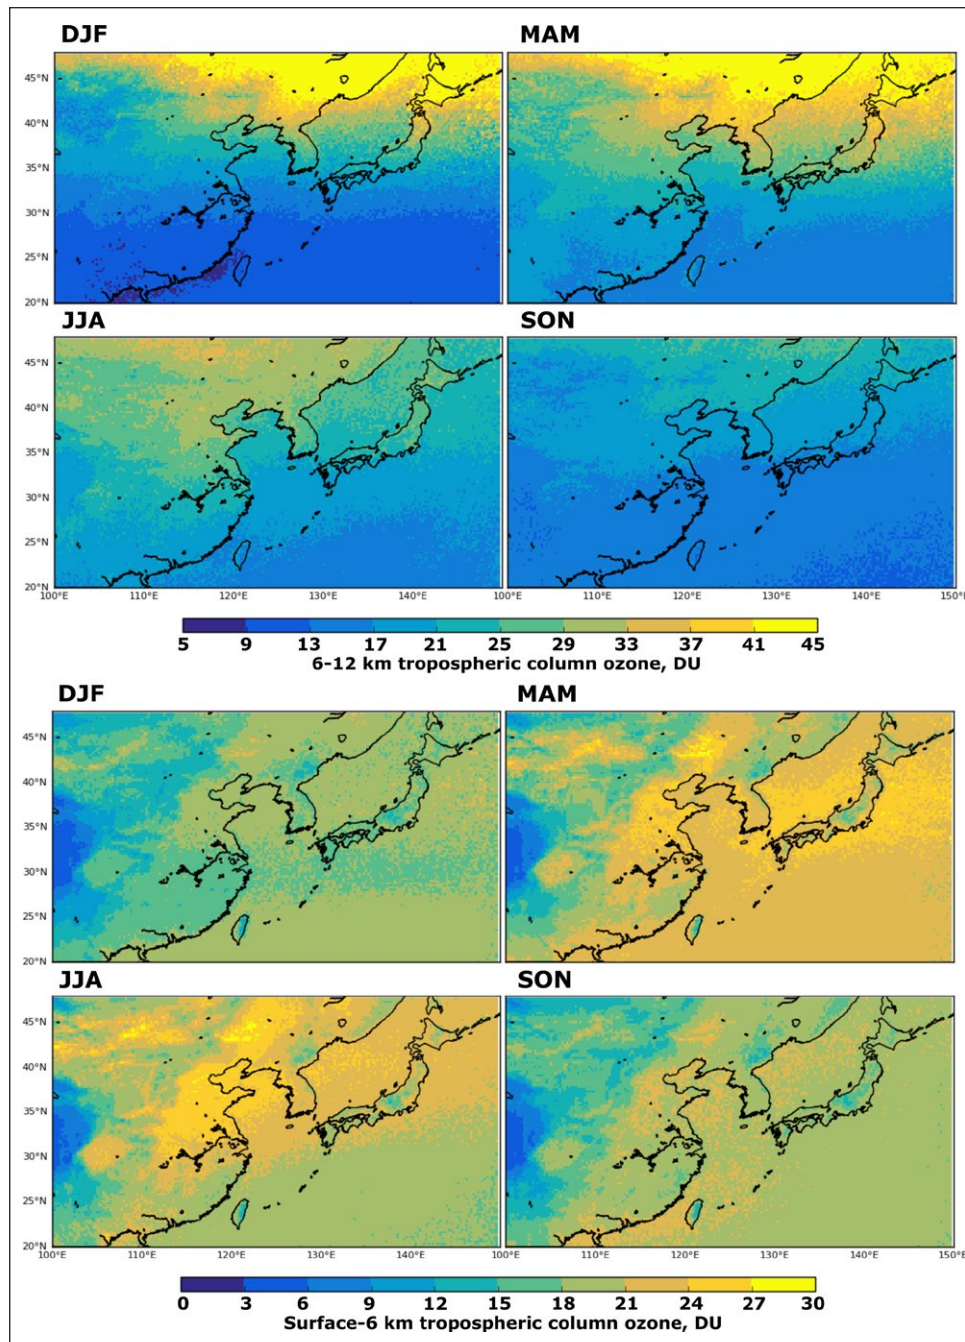 DJF MAM
45°N
40°N
35°N
30°N
25°N
20°N
JJA SON
45°N
40°N
35°N
30°N
25°N
20°N
100°E 110°E 120°E 130°E 140°E 100°E 110°E 120°E 130°E 140°E 150°E
5 9 13 17 21 25 29 33 37 41 45
6-12 km tropospheric column ozone, DU
DJF MAM
45°N
40°N
35°N
30°N
25°N
20°N
JJA SON
45°N
40°N
35°N
30°N
25°N
20°N
100°E 110°E 120°E 130°E 140°E 100°E 110°E 120°E 130°E 140°E 150°E
0 3 6 9 12 15 18 21 24 27 30
Surface-6 km tropospheric column ozone, DU